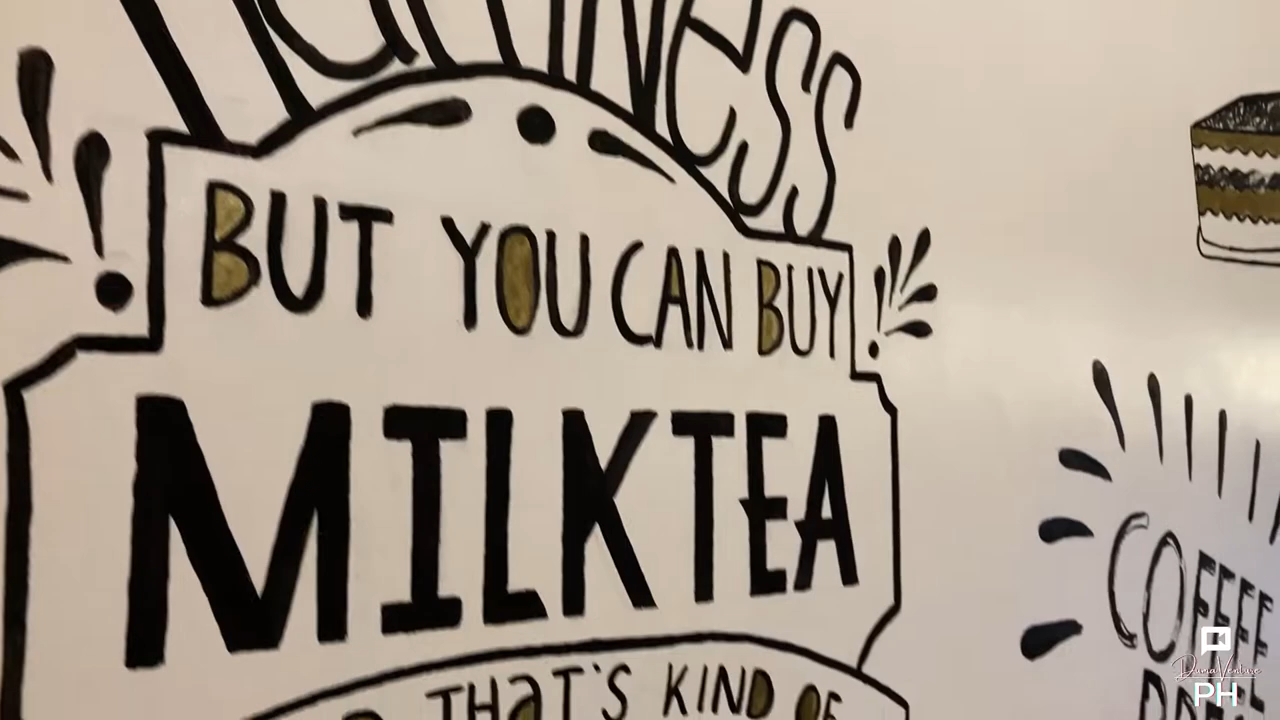 BUT YOU CAN BUY
MILKTEA
THAT'S KIND OF
COFFEE
PH